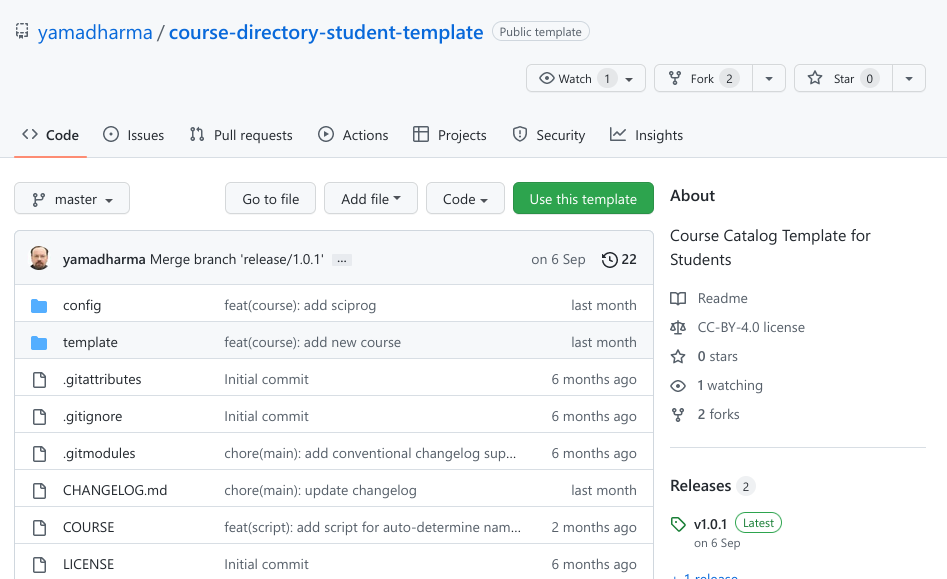 yamadharma / course-directory-student-template Public template
Watch 1 Fork 2 Star 0
Code Issues Pull requests Actions Projects Security Insights
master Go to file Add file Code Use this template
yamadharma Merge branch 'release/1.0.1' ... on 6 Sep 22
config feat(course): add sciprog last month
template feat(course): add new course last month
.gitattributes Initial commit 6 months ago
.gitignore Initial commit 6 months ago
.gitmodules chore(main): add conventional changelog sup... 6 months ago
CHANGELOG.md chore(main): update changelog last month
COURSE feat(script): add script for auto-determine nam... 2 months ago
LICENSE Initial commit 6 months ago
About
Course Catalog Template for
Students
Readme
CC-BY-4.0 license
0 stars
1 watching
2 forks
Releases 2
v1.0.1 Latest
on 6 Sep
+ 1 release